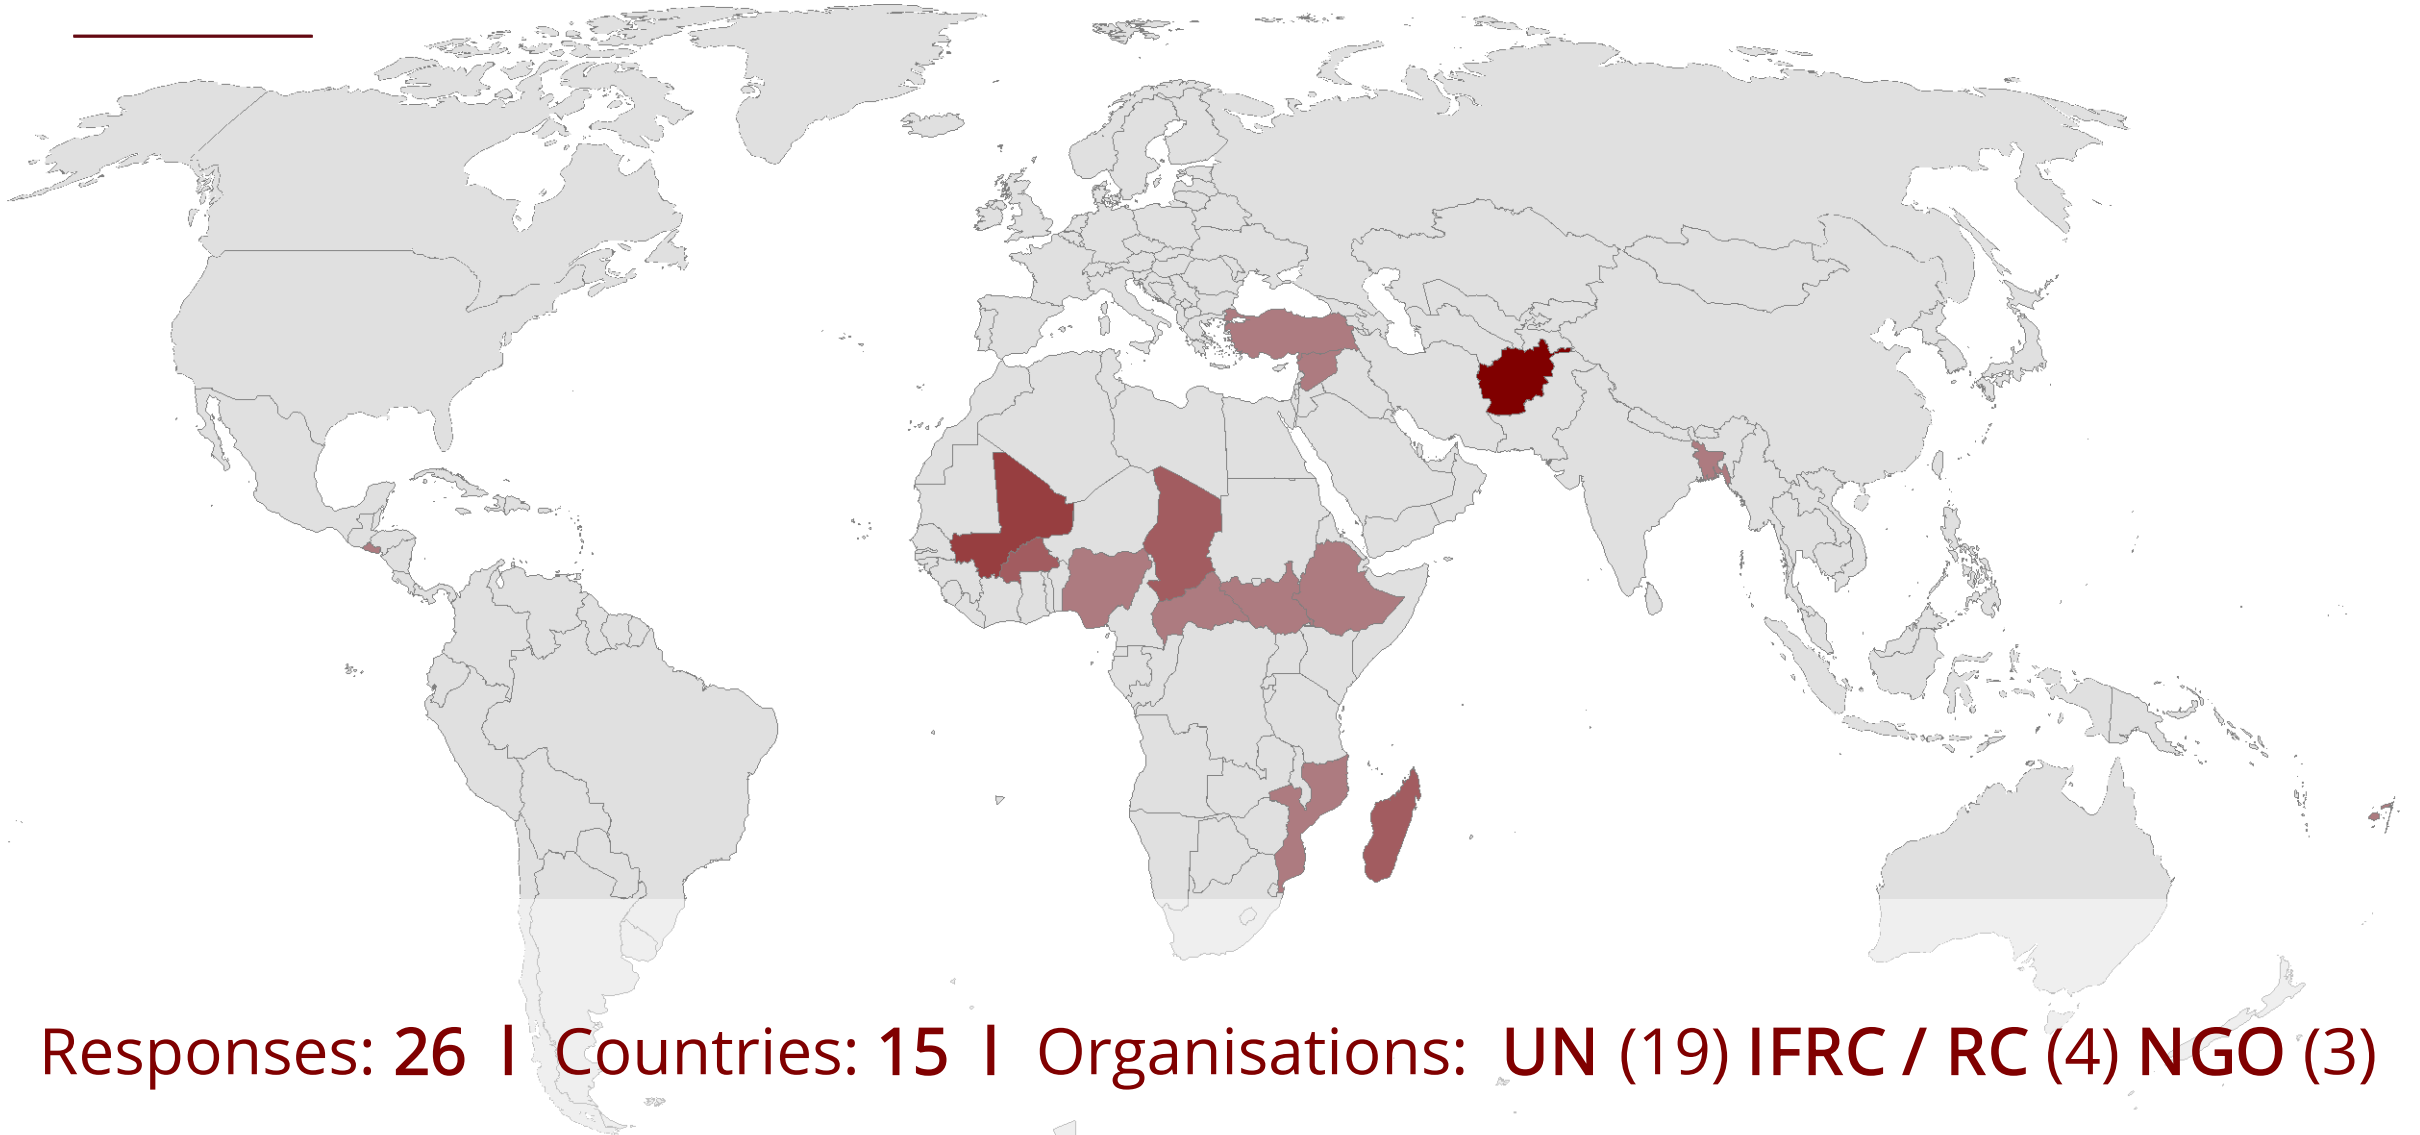 Responses: 26 l Countries: 15 l Organisations: UN (19) IFRC / RC (4) NGO (3)